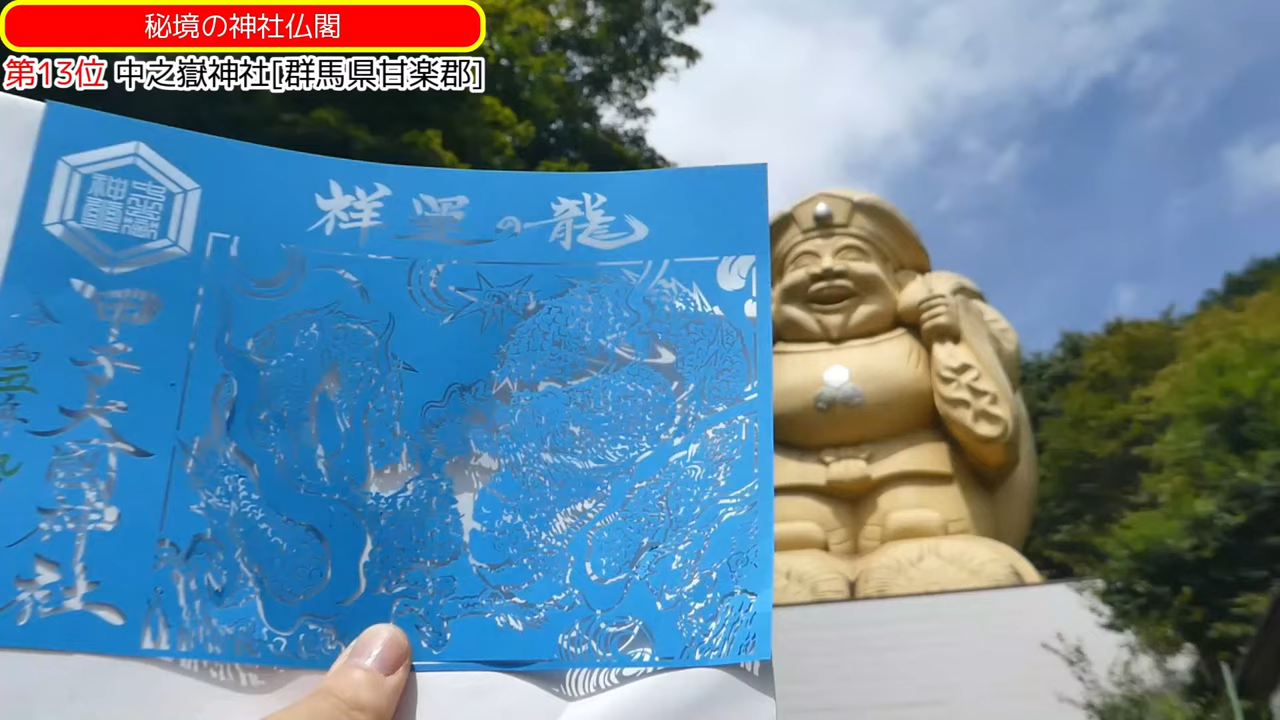 秘境の神社仏閣
第13位 中之嶽神社[群馬県甘楽郡]
龍の運祥
甲子大國神社